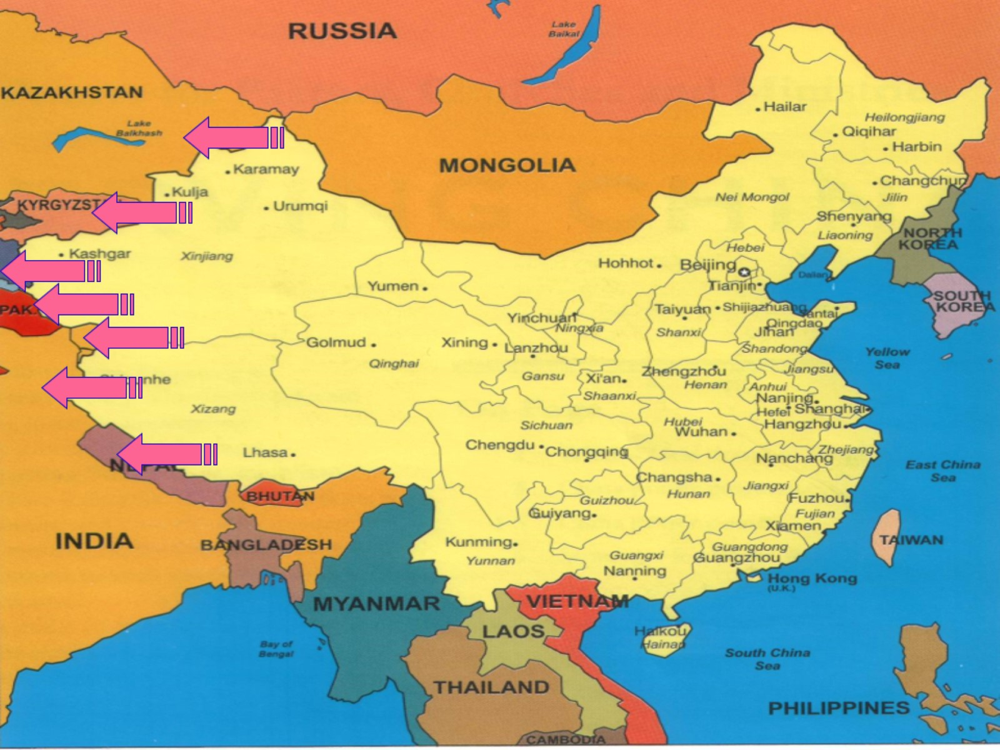 RUSSIA
Lake
Baikal
KAZAKHSTAN
Lake
Balkhash
Hailar
Heilongjiang
Qiqihar
Harbin
MONGOLIA
Karamay
Kulja
Urumqi
Changchun
Jilin
Nei Mongol
Shenyang
Liaoning
NORTH
KOREA
Kashgar
Xinjiang
Hebei
Hohhot
Beijing
Dalian
Tianjin
Yumen
SOUTH
KOREA
PAK.
Taiyuan
Shijiazhuang
Yantai
Yinchuan
Ningxia
Qingdao
Jinan
Shanxi
Golmud
Xining
Lanzhou
Shandong
Yellow
Sea
Qinghai
Gansu
Xi'an
Zhengzhou
Henan
Jiangsu
Anhui
Shaanxi
Nanjing
Hefei
Shanghai
Xizang
Hubei
Wuhan
Hangzhou
Sichuan
Chengdu
Chongqing
Zhejiang
Nanchang
Lhasa
NEPAL
East China
Sea
Changsha
Hunan
Jiangxi
BHUTAN
Guizhou
Guiyang
Fuzhou
Fujian
Xiamen
INDIA
BANGLADESH
Kunming
Yunnan
Guangxi
Nanning
Guangdong
Guangzhou
TAIWAN
Hong Kong
(U.K.)
MYANMAR
VIETNAM
LAOS
Haikou
Hainan
Bay of
Bengal
South China
Sea
THAILAND
PHILIPPINES
CAMBODIA